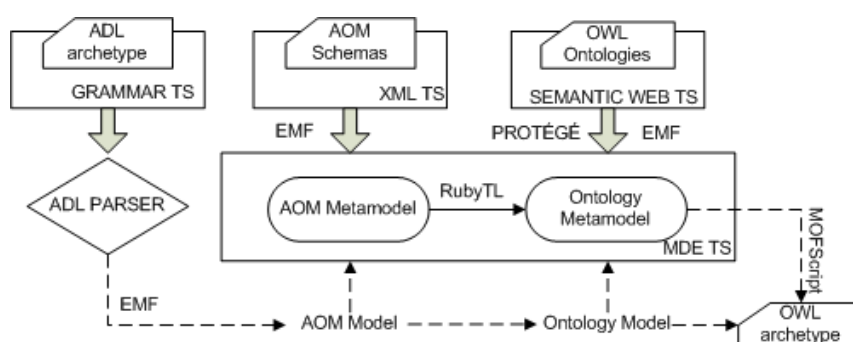 ADL
archetype
GRAMMAR TS
AOM
Schemas
XML TS
OWL
Ontologies
SEMANTIC WEB TS
EMF
PROTÉGÉ
EMF
ADL PARSER
AOM Metamodel
RubyTL
Ontology
Metamodel
MDE TS
MOFScript
EMF
AOM Model
Ontology Model
OWL
archetype